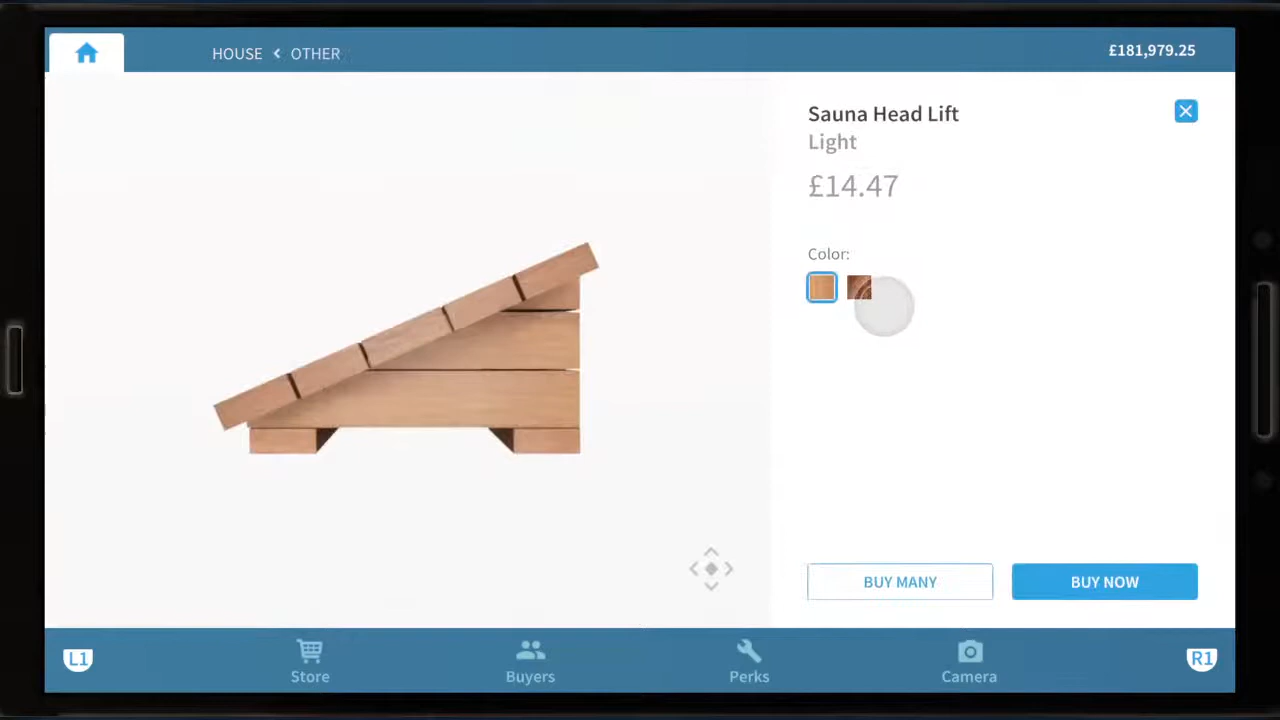 HOUSE < OTHER
£181,979.25
Sauna Head Lift
Light
£14.47
Color:
BUY MANY
BUY NOW
L1
Store
Buyers
Perks
Camera
R1